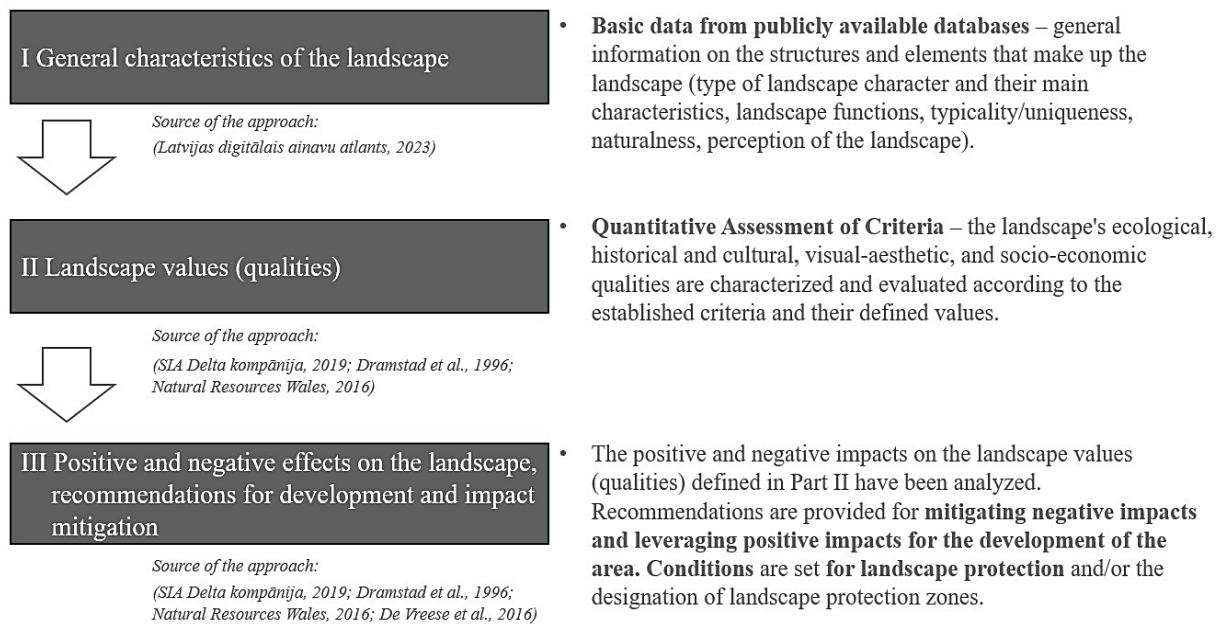 I General characteristics of the landscape
Source of the approach:
(Latvijas digitālais ainavu atlants, 2023)
• Basic data from publicly available databases – general
information on the structures and elements that make up the
landscape (type of landscape character and their main
characteristics, landscape functions, typicality/uniqueness,
naturalness, perception of the landscape).
II Landscape values (qualities)
Source of the approach:
(SIA Delta kompānija, 2019; Dramstad et al., 1996;
Natural Resources Wales, 2016)
• Quantitative Assessment of Criteria – the landscape's ecological,
historical and cultural, visual-aesthetic, and socio-economic
qualities are characterized and evaluated according to the
established criteria and their defined values.
III Positive and negative effects on the landscape,
recommendations for development and impact
mitigation
Source of the approach:
(SIA Delta kompānija, 2019; Dramstad et al., 1996;
Natural Resources Wales, 2016; De Vreese et al., 2016)
• The positive and negative impacts on the landscape values
(qualities) defined in Part II have been analyzed.
Recommendations are provided for mitigating negative impacts
and leveraging positive impacts for the development of the
area. Conditions are set for landscape protection and/or the
designation of landscape protection zones.